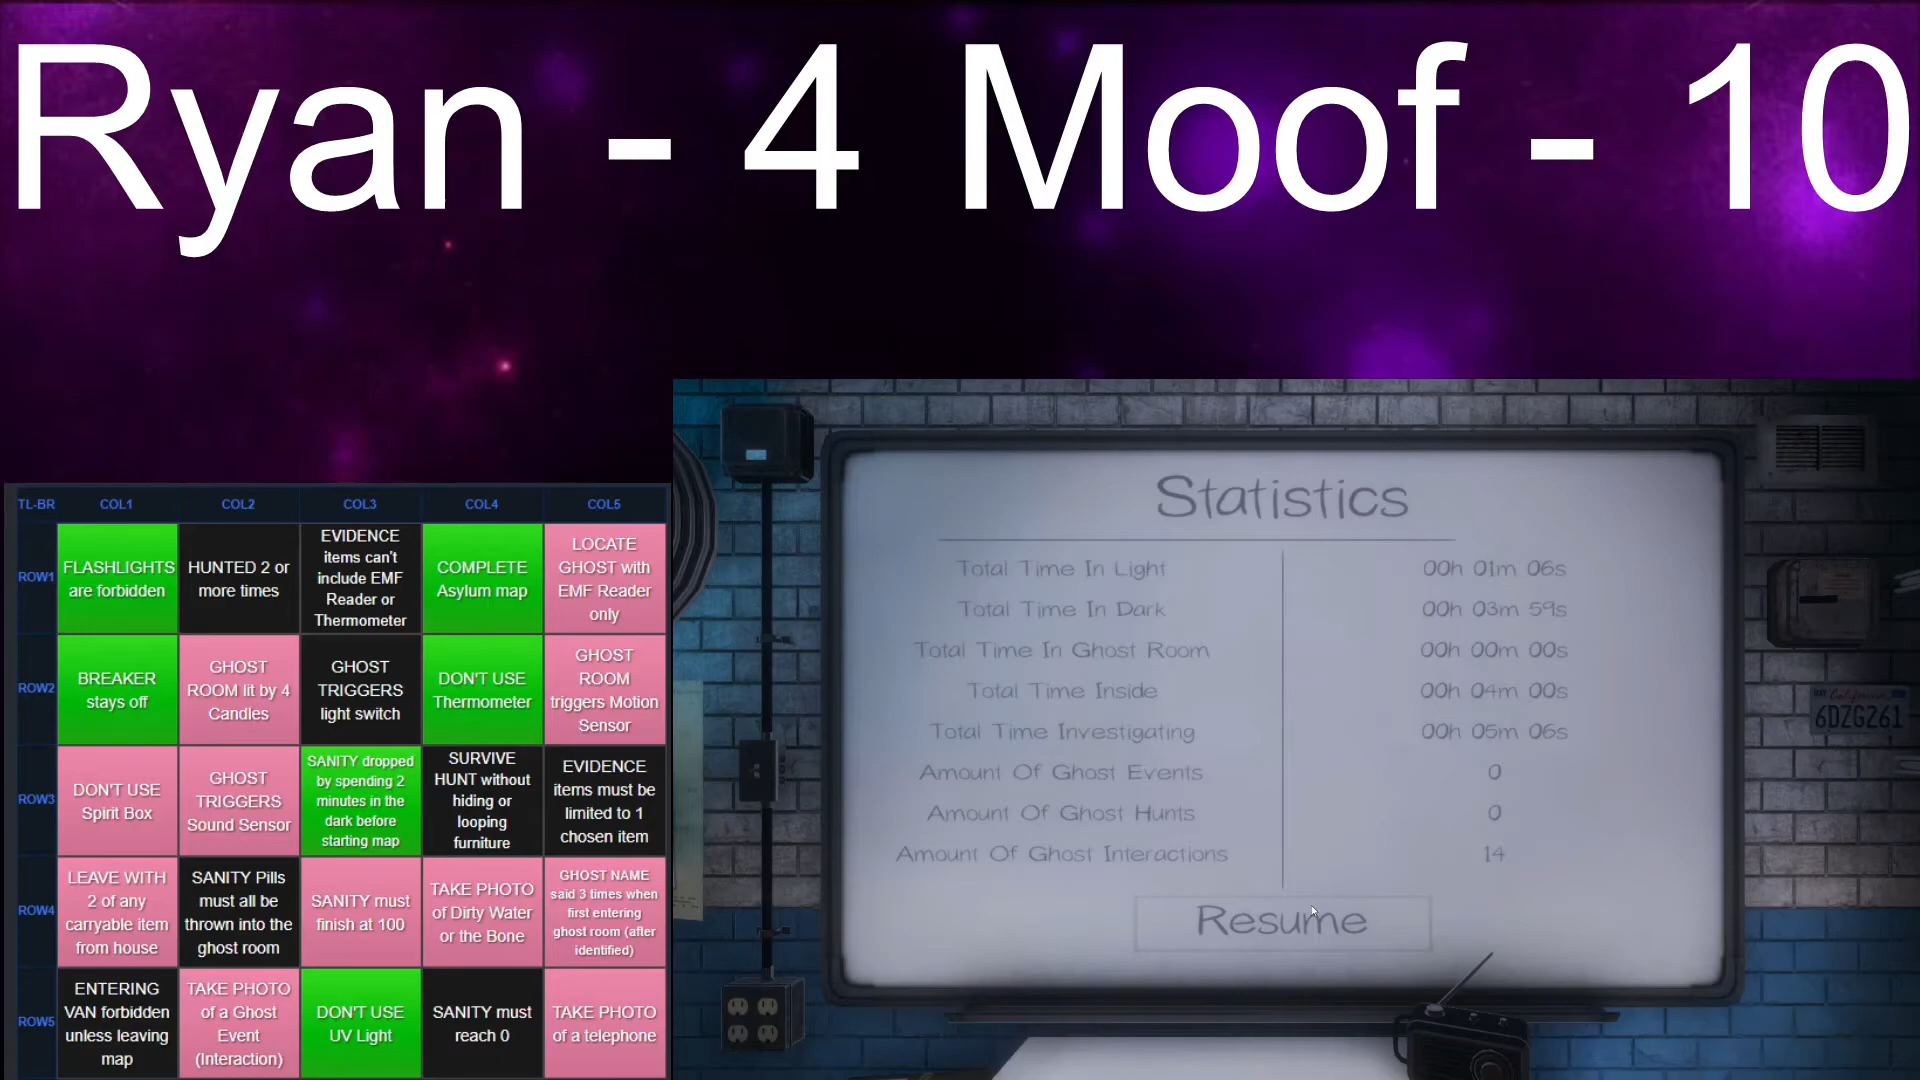 Ryan - 4 Moof - 10
TL-BR COL1 COL2 COL3 COL4 COL5
ROW1
FLASHLIGHTS
are forbidden
HUNTED 2 or
more times
EVIDENCE
items can't
include EMF
Reader or
Thermometer
COMPLETE
Asylum map
LOCATE
GHOST with
EMF Reader
only
ROW2
BREAKER
stays off
GHOST
ROOM lit by 4
Candles
GHOST
TRIGGERS
light switch
DON'T USE
Thermometer
GHOST
ROOM
triggers Motion
Sensor
ROW3
DON'T USE
Spirit Box
GHOST
TRIGGERS
Sound Sensor
SANITY dropped
by spending 2
minutes in the
dark before
starting map
SURVIVE
HUNT without
hiding or
looping
furniture
EVIDENCE
items must be
limited to 1
chosen item
ROW4
LEAVE WITH
2 of any
carryable item
from house
SANITY Pills
must all be
thrown into the
ghost room
SANITY must
finish at 100
TAKE PHOTO
of Dirty Water
or the Bone
GHOST NAME
said 3 times when
first entering
ghost room (after
identified)
ROW5
ENTERING
VAN forbidden
unless leaving
map
TAKE PHOTO
of a Ghost
Event
(Interaction)
DON'T USE
UV Light
SANITY must
reach 0
TAKE PHOTO
of a telephone
Statistics
Total Time In Light 00h 01m 06s
Total Time In Dark 00h 03m 59s
Total Time In Ghost Room 00h 00m 00s
Total Time Inside 00h 04m 00s
Total Time Investigating 00h 05m 06s
Amount Of Ghost Events 0
Amount Of Ghost Hunts 0
Amount Of Ghost Interactions 14
Resume
California
6DZG261